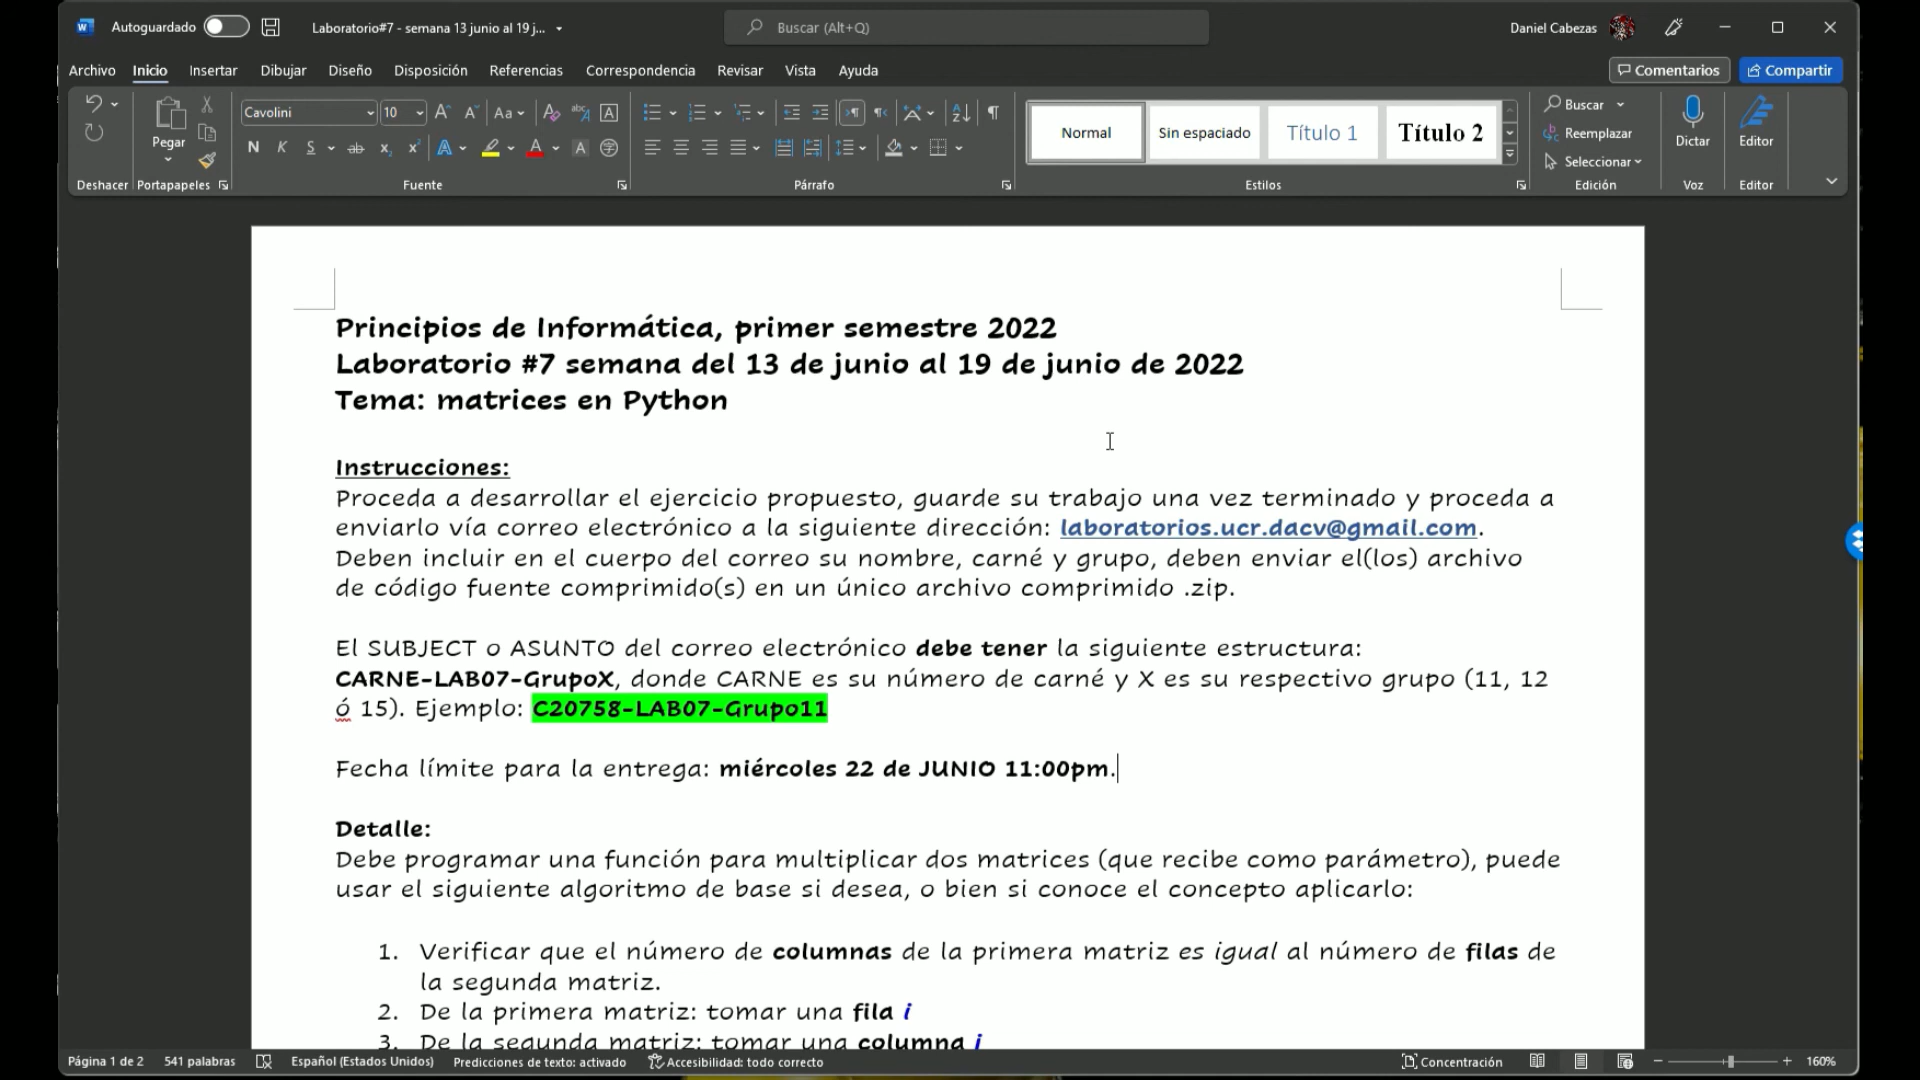 Autoguardado
Laboratorio#7 - semana 13 junio al 19 j...
Buscar (Alt+Q)
Daniel Cabezas
Archivo Inicio Insertar Dibujar Diseño Disposición Referencias Correspondencia Revisar Vista Ayuda
Comentarios Compartir
Cavolini 10
Pegar
N K S
Deshacer Portapapeles Fuente Párrafo
Normal Sin espaciado Título 1 Título 2
Estilos
Buscar
Reemplazar
Seleccionar
Edición
Dictar
Voz
Editor
Editor
Principios de Informática, primer semestre 2022
Laboratorio #7 semana del 13 de junio al 19 de junio de 2022
Tema: matrices en Python
Instrucciones:
Proceda a desarrollar el ejercicio propuesto, guarde su trabajo una vez terminado y proceda a
enviarlo vía correo electrónico a la siguiente dirección: laboratorios.ucr.dacv@gmail.com.
Deben incluir en el cuerpo del correo su nombre, carné y grupo, deben enviar el(los) archivo
de código fuente comprimido(s) en un único archivo comprimido .zip.
El SUBJECT o ASUNTO del correo electrónico debe tener la siguiente estructura:
CARNE-LAB07-GrupoX, donde CARNE es su número de carné y X es su respectivo grupo (11, 12
ó 15). Ejemplo: C20758-LAB07-Grupo11
Fecha límite para la entrega: miércoles 22 de JUNIO 11:00pm.
Detalle:
Debe programar una función para multiplicar dos matrices (que recibe como parámetro), puede
usar el siguiente algoritmo de base si desea, o bien si conoce el concepto aplicarlo:
1. Verificar que el número de columnas de la primera matriz es igual al número de filas de
la segunda matriz.
2. De la primera matriz: tomar una fila i
3. De la segunda matriz: tomar una columna j
Página 1 de 2 541 palabras Español (Estados Unidos) Predicciones de texto: activado Accesibilidad: todo correcto Concentración 160%